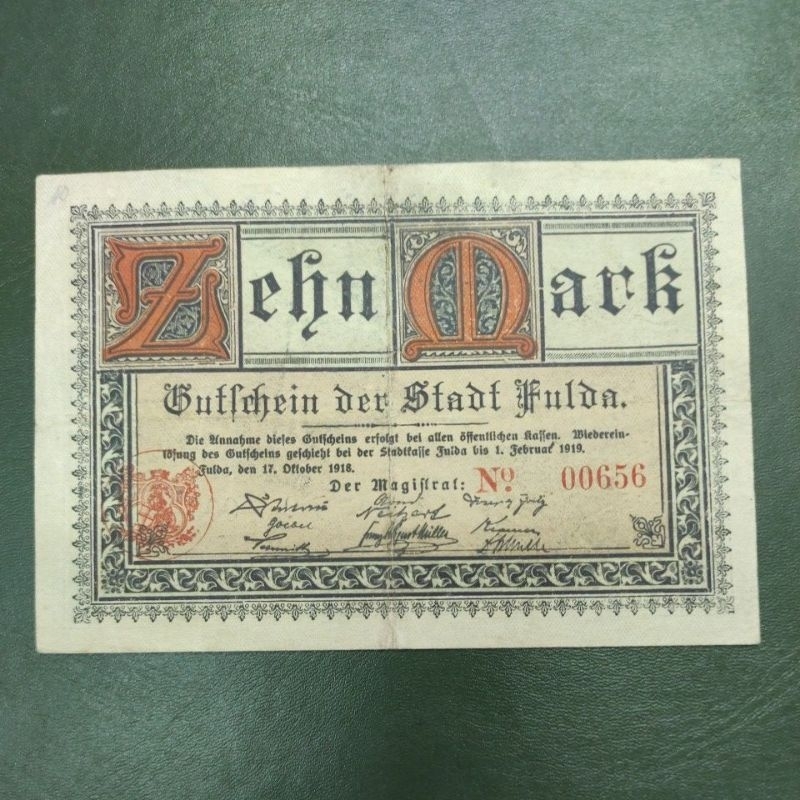 Zehn Mark
Gutschein der Stadt Fulda.
Die Annahme dieses Gutscheins erfolgt bei allen öffentlichen Kassen. Wiederein-
lösung des Gutscheins geschieht bei der Stadtkasse Fulda bis 1. Februar 1919.
Fulda, den 17. Oktober 1918.
Der Magistrat: No. 00656